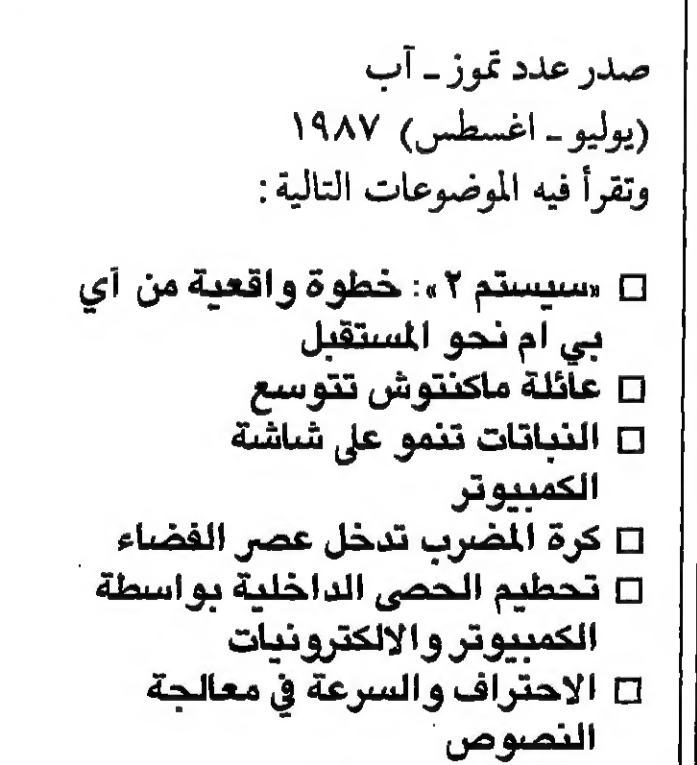 صدر عدد تموز ـ آب
(يوليو ـ اغسطس) ١٩٨٧
وتقرأ فيه الموضوعات التالية:
□ «سيستم ٢»: خطوة واقعية من آي
بي ام نحو المستقبل
□ عائلة ماكنتوش تتوسع
□ النباتات تنمو على شاشة
الكمبيوتر
□ كرة المضرب تدخل عصر الفضاء
□ تحطيم الحصى الداخلية بواسطة
الكمبيوتر والالكترونيات
□ الاحتراف والسرعة في معالجة
النصوص